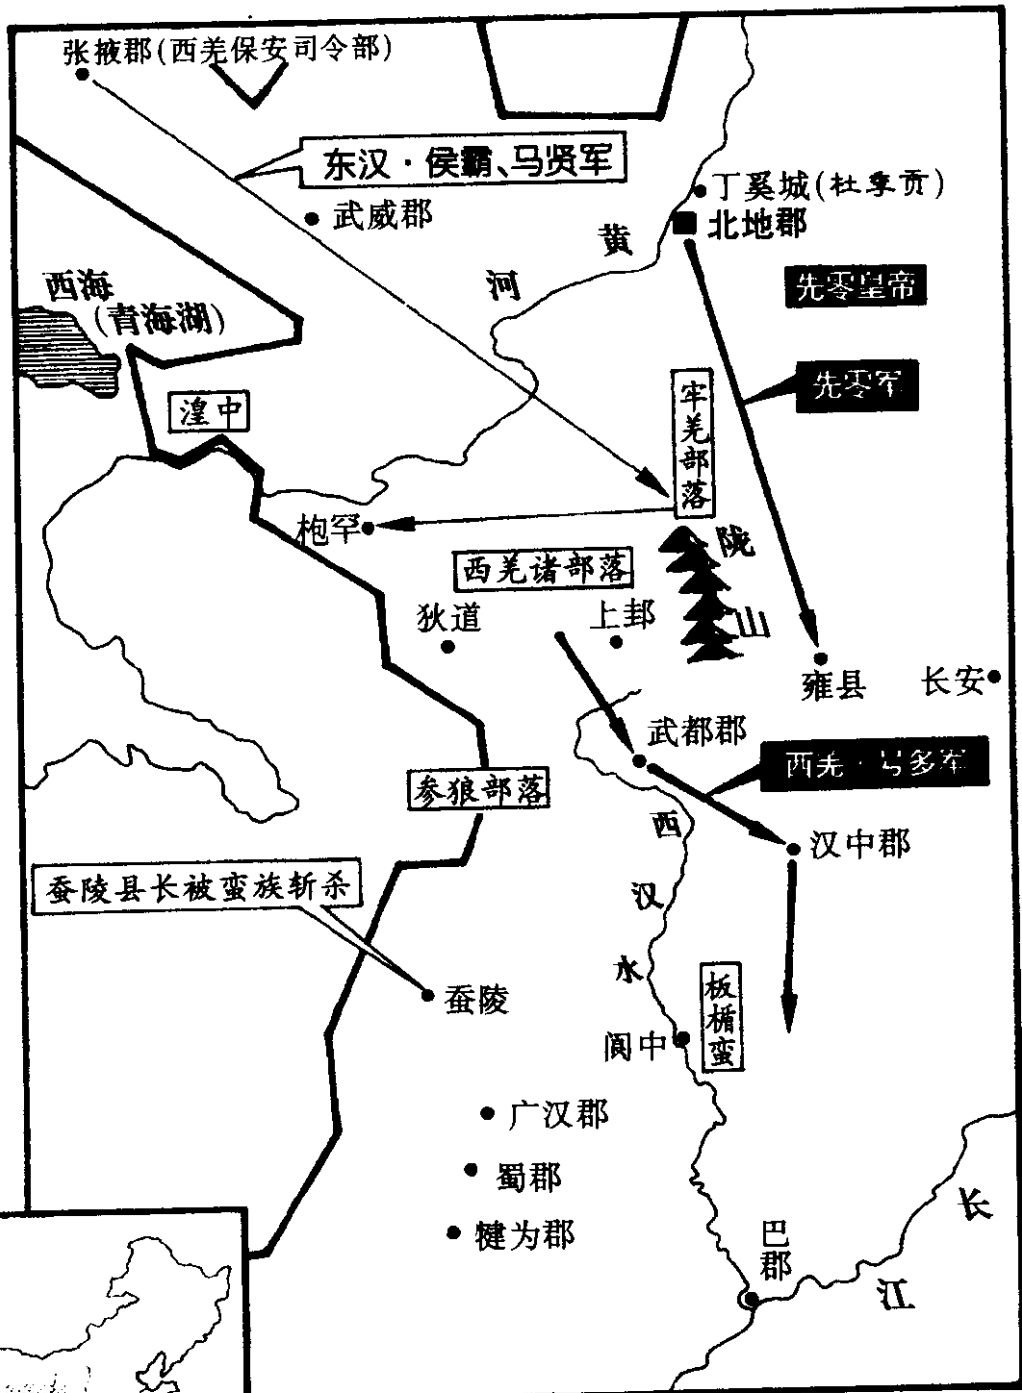 张掖郡(西羌保安司令部)
东汉·侯霸、马贤军
武威郡
丁奚城(杜季贡)
北地郡
黄
河
先零皇帝
西海
(青海湖)
先零军
牢羌部落
湟中
枹罕
陇
山
西羌诸部落
狄道
上邽
雍县
长安
武都郡
西羌·马多军
参狼部落
西
汉
水
汉中郡
蚕陵县长被蛮族斩杀
蚕陵
板楯蛮
阆中
广汉郡
蜀郡
犍为郡
巴郡
长
江